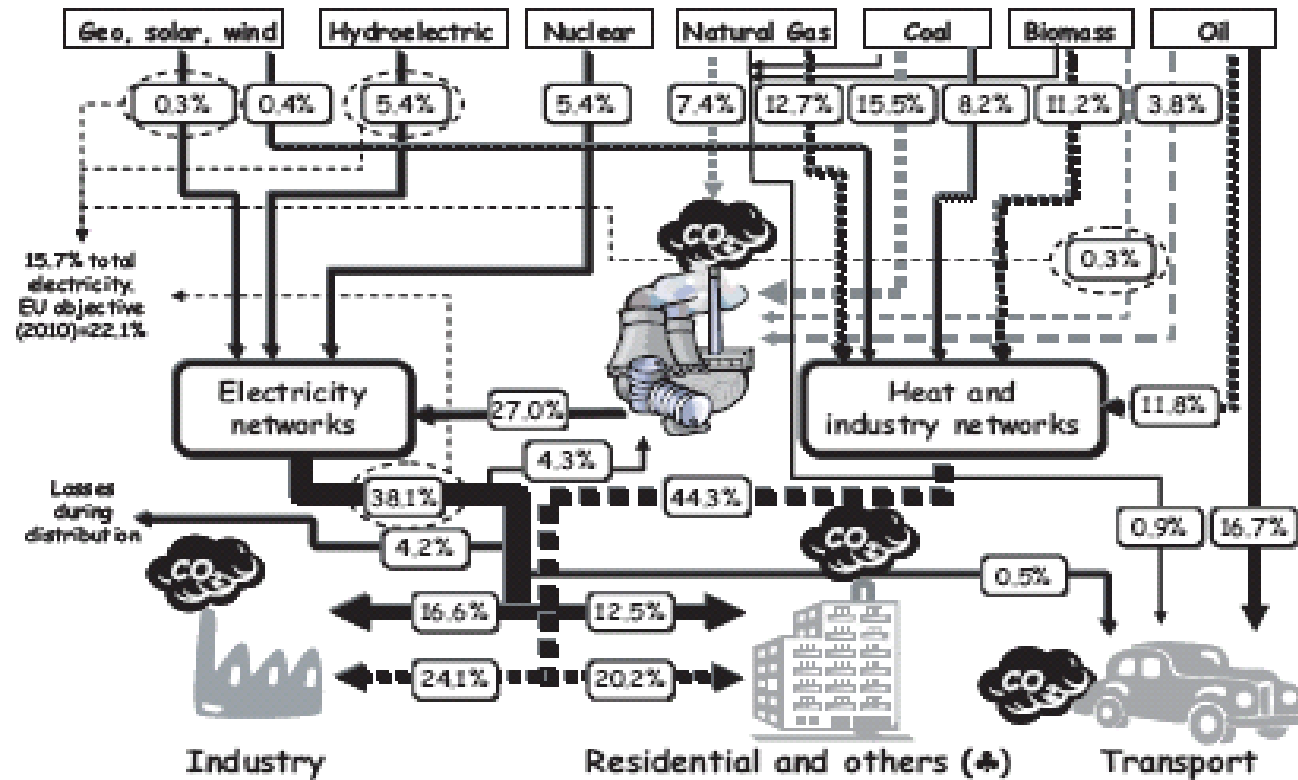 Geo, solar, wind
Hydroelectric
Nuclear
Natural Gas
Coal
Biomass
Oil
0.3%
0.4%
5.4%
5.4%
7.4%
12.7%
15.5%
8.2%
11.2%
3.8%
CO
0.3%
15.7% total
electricity.
EU objective
(2010)=22.1%
Electricity
networks
27.0%
Heat and
industry networks
11.8%
4.3%
38.1%
44.3%
Losses
during
distribution
4.2%
0.9%
16.7%
CO
CO
0.5%
16.6%
12.5%
24.1%
20.2%
CO
Industry
Residential and others (♣)
Transport